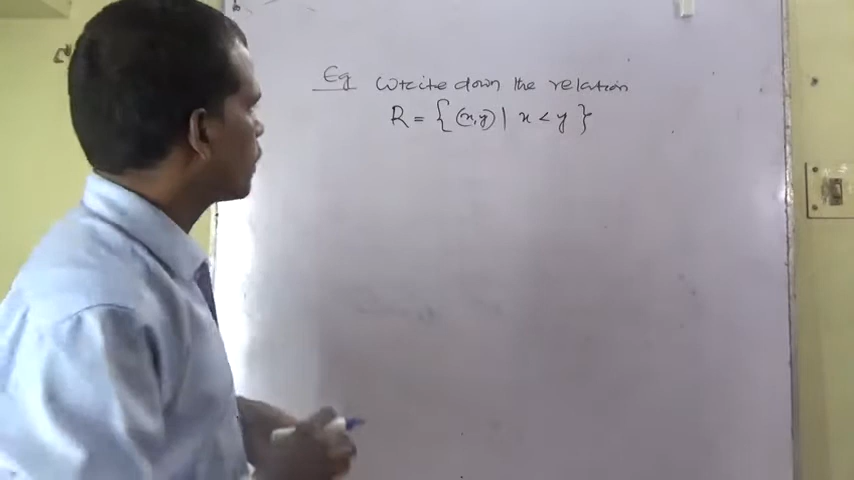 Eg Write down the relation
R = { (x,y) | x < y }